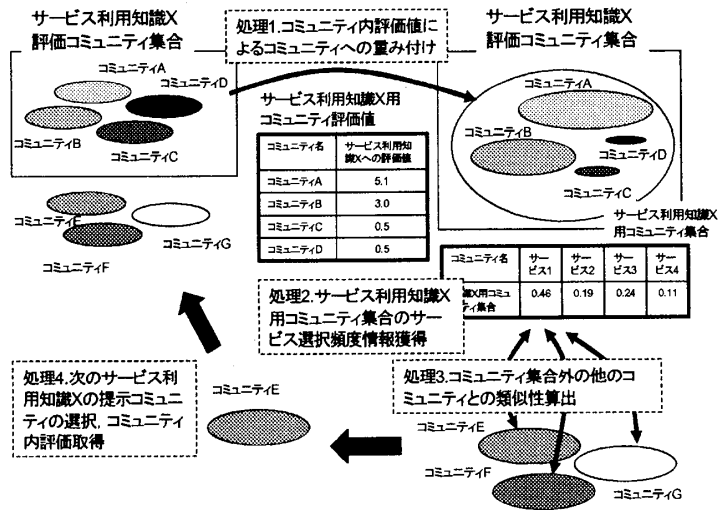 サービス利用知識X
評価コミュニティ集合
コミュニティA
コミュニティD
コミュニティB
コミュニティC
コミュニティE
コミュニティG
コミュニティF
処理1.コミュニティ内評価値に
よるコミュニティへの重み付け
サービス利用知識X用
コミュニティ評価値
コミュニティ名 サービス利用知
識Xへの評価値
コミュニティA 5.1
コミュニティB 3.0
コミュニティC 0.5
コミュニティD 0.5
サービス利用知識X
評価コミュニティ集合
コミュニティA
コミュニティB
コミュニティD
コミュニティC
サービス利用知識X
用コミュニティ集合
コミュニティ名 サー
ビス1 サー
ビス2 サー
ビス3 サー
ビス4
識X用コミュ
ニティ集合 0.46 0.19 0.24 0.11
処理2.サービス利用知識X
用コミュニティ集合のサー
ビス選択頻度情報獲得
処理3.コミュニティ集合外の他のコ
ミュニティとの類似性算出
コミュニティE
コミュニティF
コミュニティG
処理4.次のサービス利
用知識Xの提示コミュニ
ティの選択,コミュニティ
内評価取得
コミュニティE